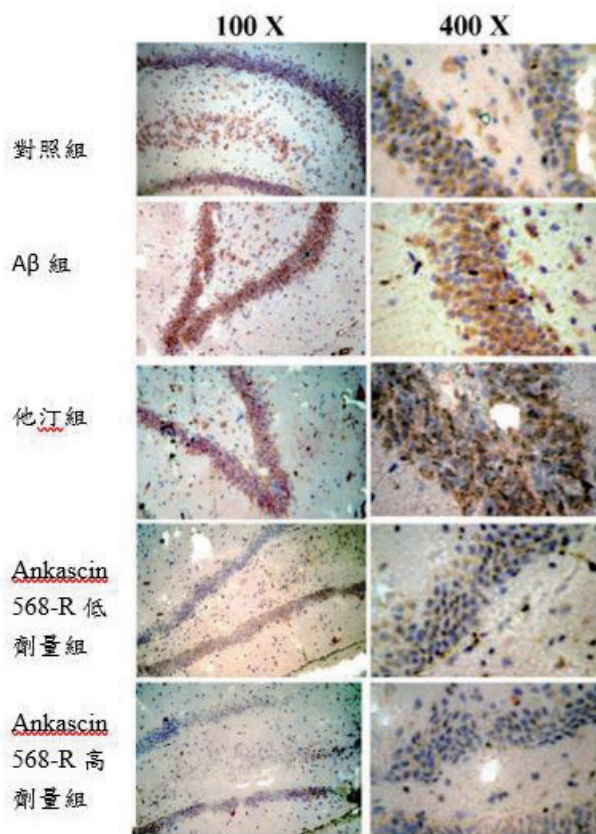 100 X 400 X
對照組
Aβ 組
他汀組
Ankascin
568-R 低
劑量組
Ankascin
568-R 高
劑量組